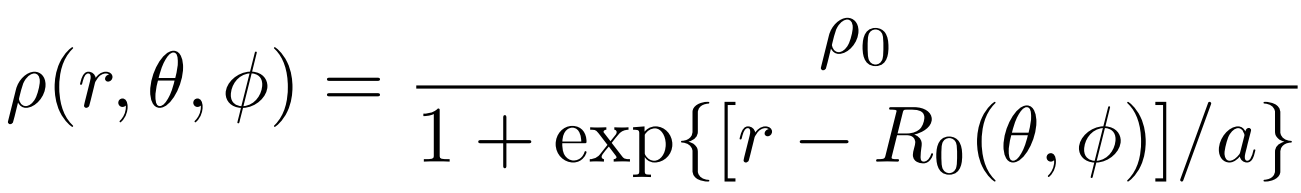 ρ(r, θ, ϕ) = ρ₀ / (1 + exp{[r − R₀(θ, ϕ)]/a})